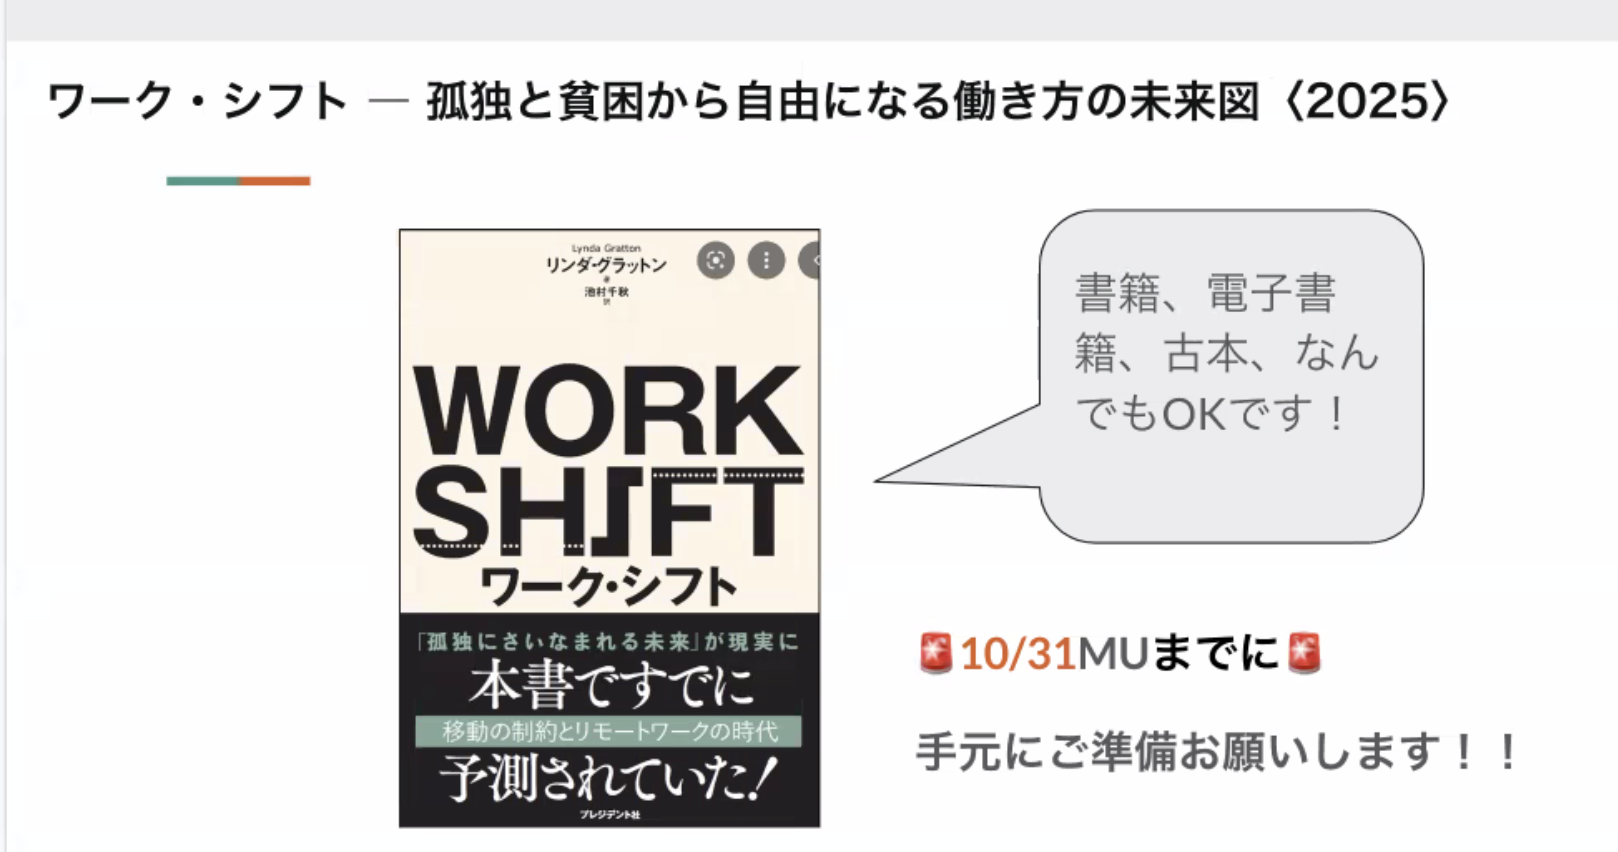 ワーク・シフト ― 孤独と貧困から自由になる働き方の未来図〈2025〉
Lynda Gratton
リンダ・グラットン
著
池村千秋
訳
WORK
SHIFT
ワーク・シフト
「孤独にさいなまれる未来」が現実に
本書ですでに
移動の制約とリモートワークの時代
予測されていた!
プレジデント社
書籍、電子書
籍、古本、なん
でもOKです！
🚨10/31MUまでに🚨
手元にご準備お願いします！！